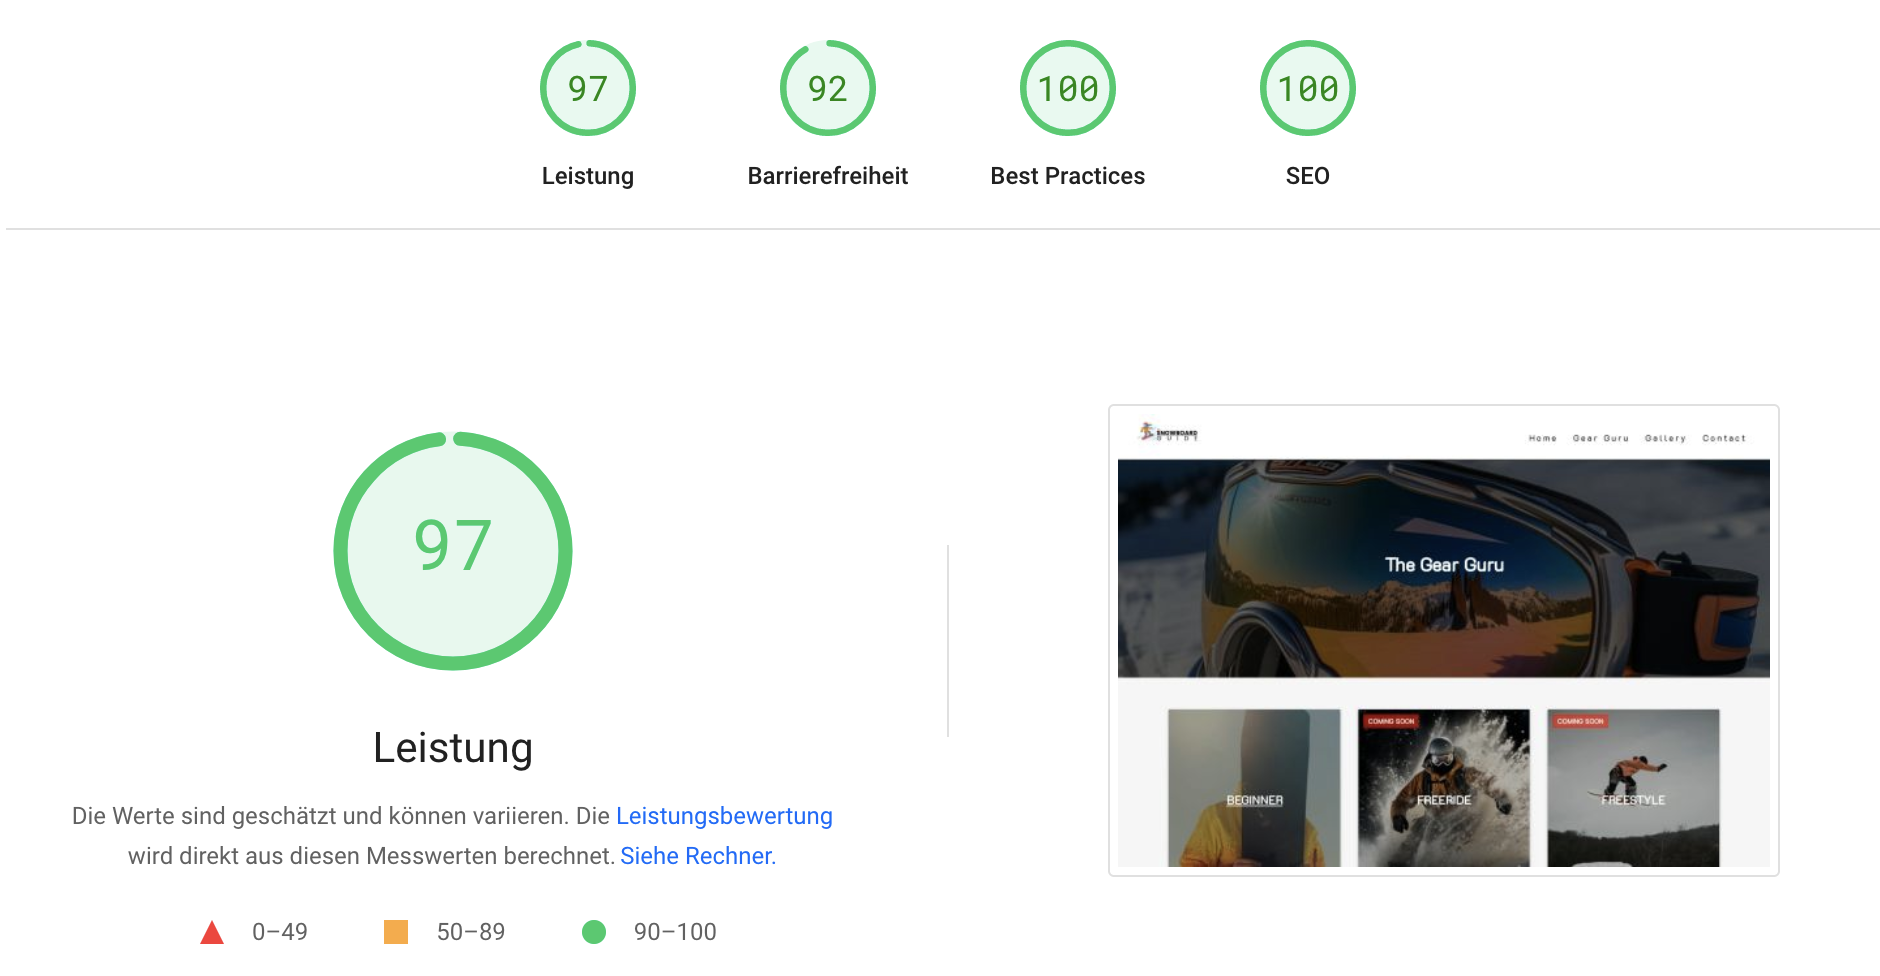 97
92
100
100
Leistung
Barrierefreiheit
Best Practices
SEO
97
Leistung
Die Werte sind geschätzt und können variieren. Die Leistungsbewertung
wird direkt aus diesen Messwerten berechnet. Siehe Rechner.
0–49
50–89
90–100
SNOWBOARD
GUIDE
Home
Gear Guru
Gallery
Contact
The Gear Guru
BEGINNER
COMING SOON
FREERIDE
COMING SOON
FREESTYLE